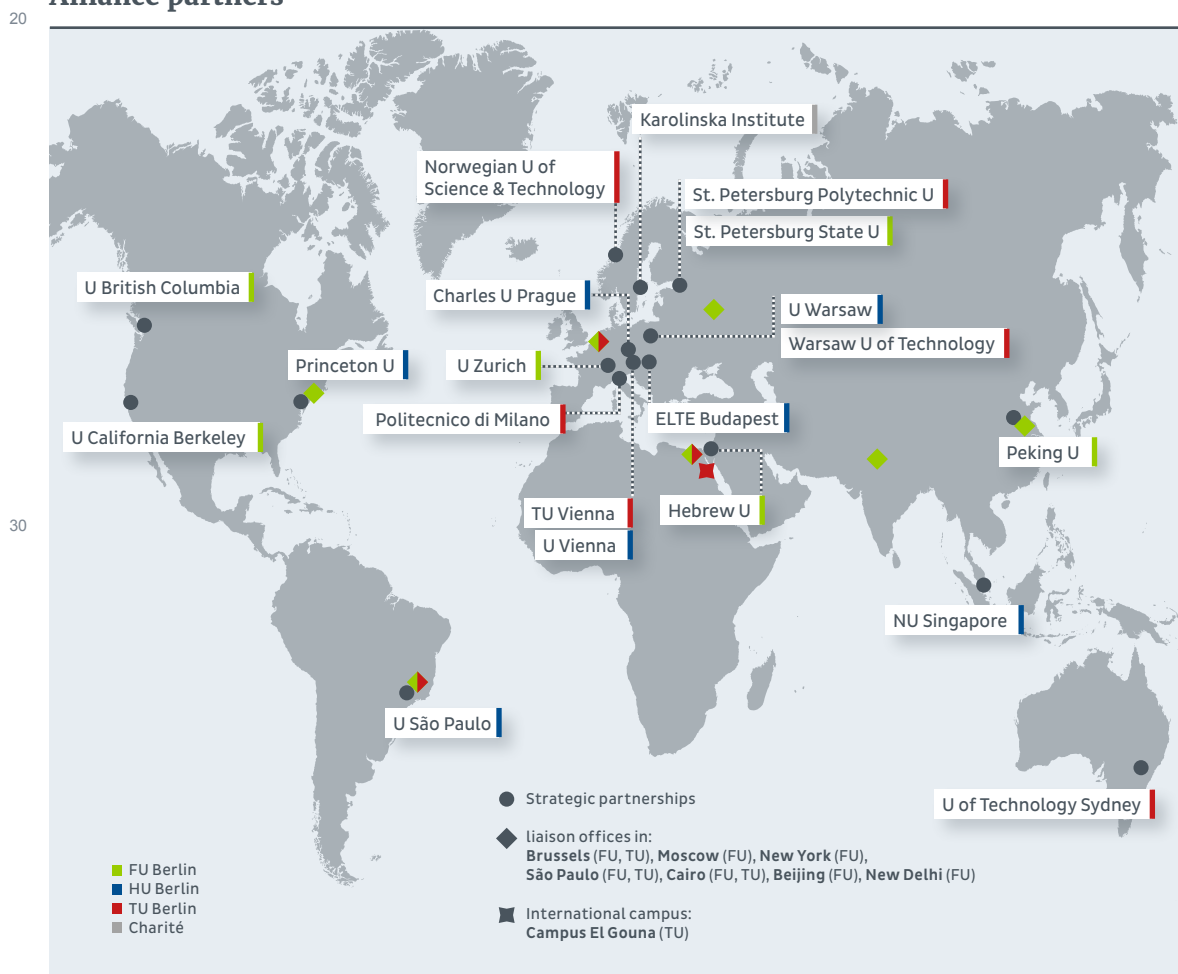 Alliance partners
20
Karolinska Institute
Norwegian U of
Science & Technology
St. Petersburg Polytechnic U
St. Petersburg State U
U British Columbia
Charles U Prague
U Warsaw
Warsaw U of Technology
Princeton U
U Zurich
Politecnico di Milano
ELTE Budapest
U California Berkeley
Peking U
Hebrew U
TU Vienna
30
U Vienna
NU Singapore
U São Paulo
U of Technology Sydney
Strategic partnerships
liaison offices in:
Brussels (FU, TU), Moscow (FU), New York (FU),
São Paulo (FU, TU), Cairo (FU, TU), Beijing (FU), New Delhi (FU)
International campus:
Campus El Gouna (TU)
FU Berlin
HU Berlin
TU Berlin
Charité